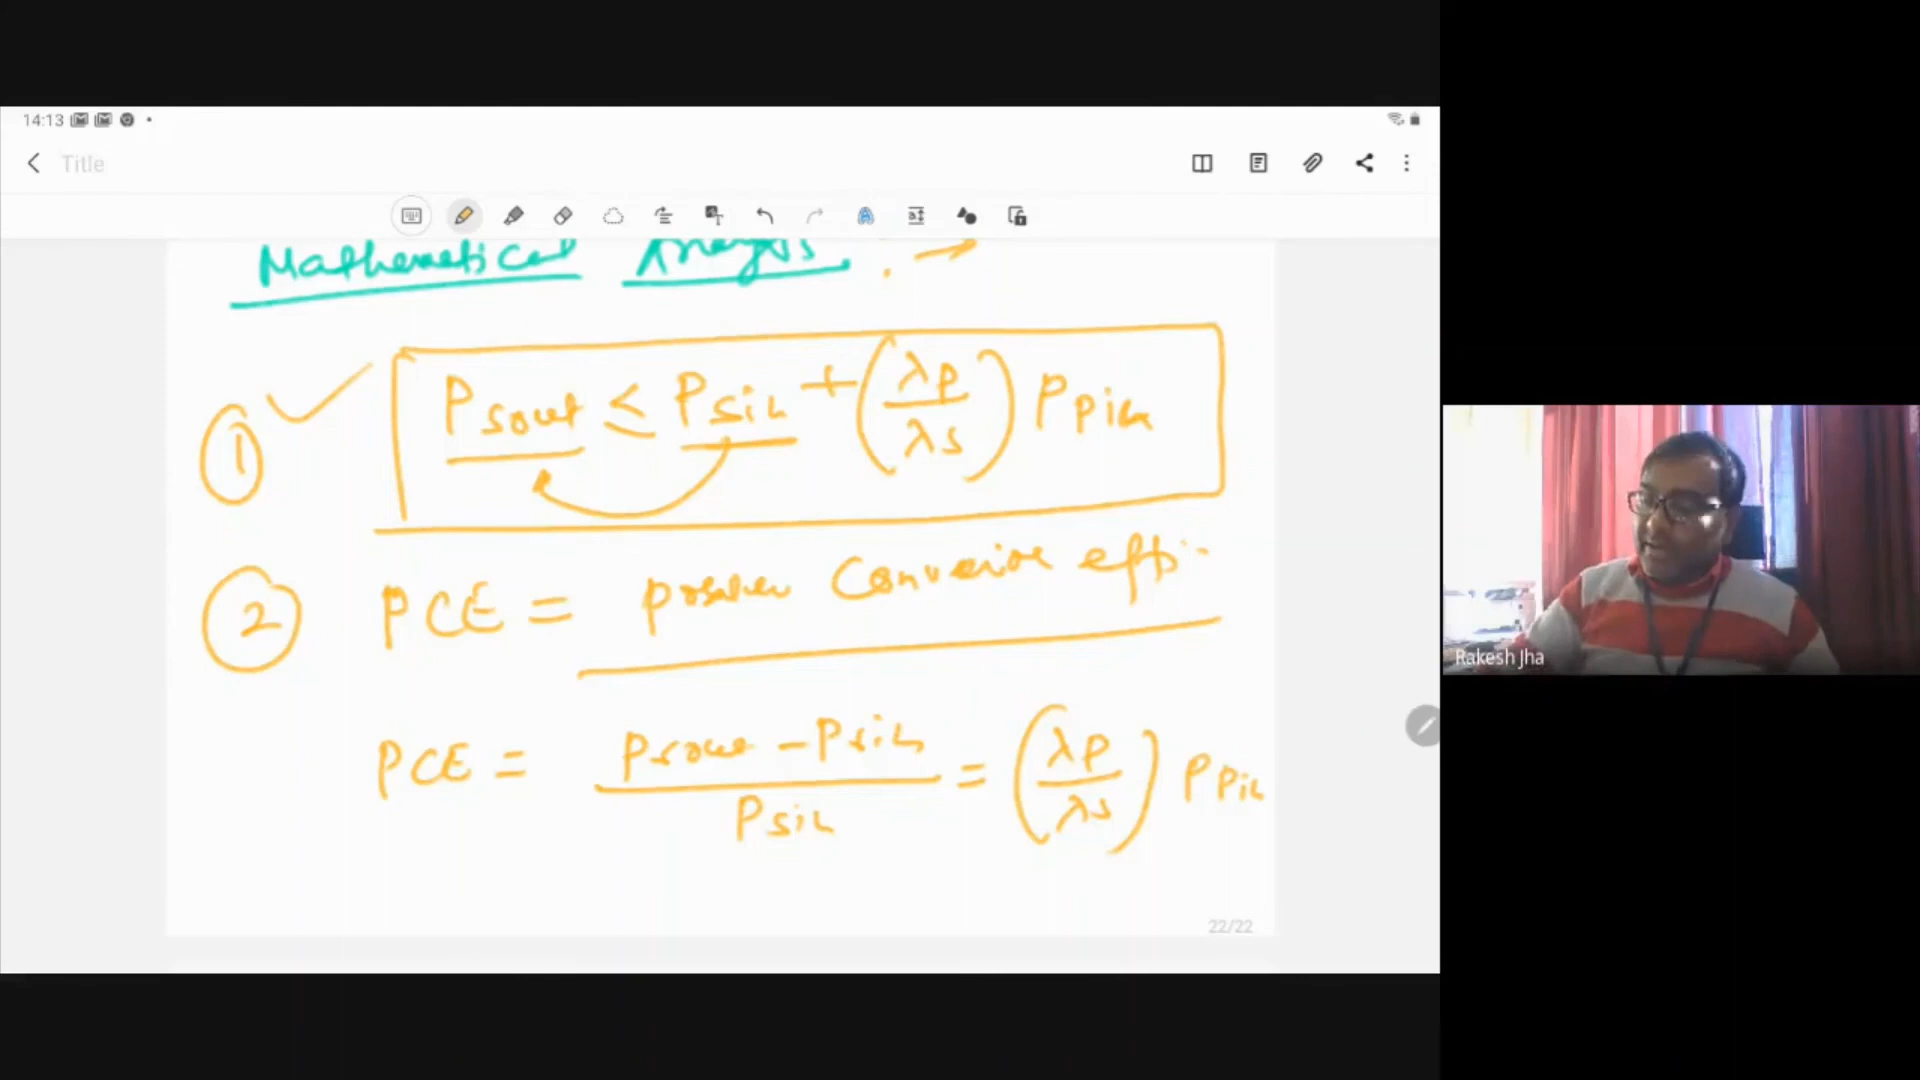 14:13
Title
Mathematical Analysis : →
① ✓ Psout ≤ Psin + (λp/λs) Ppin
② PCE = power Conversion effi.
PCE = Psout - Psin / Psin = (λp/λs) Ppin
22/22
Rakesh Jha